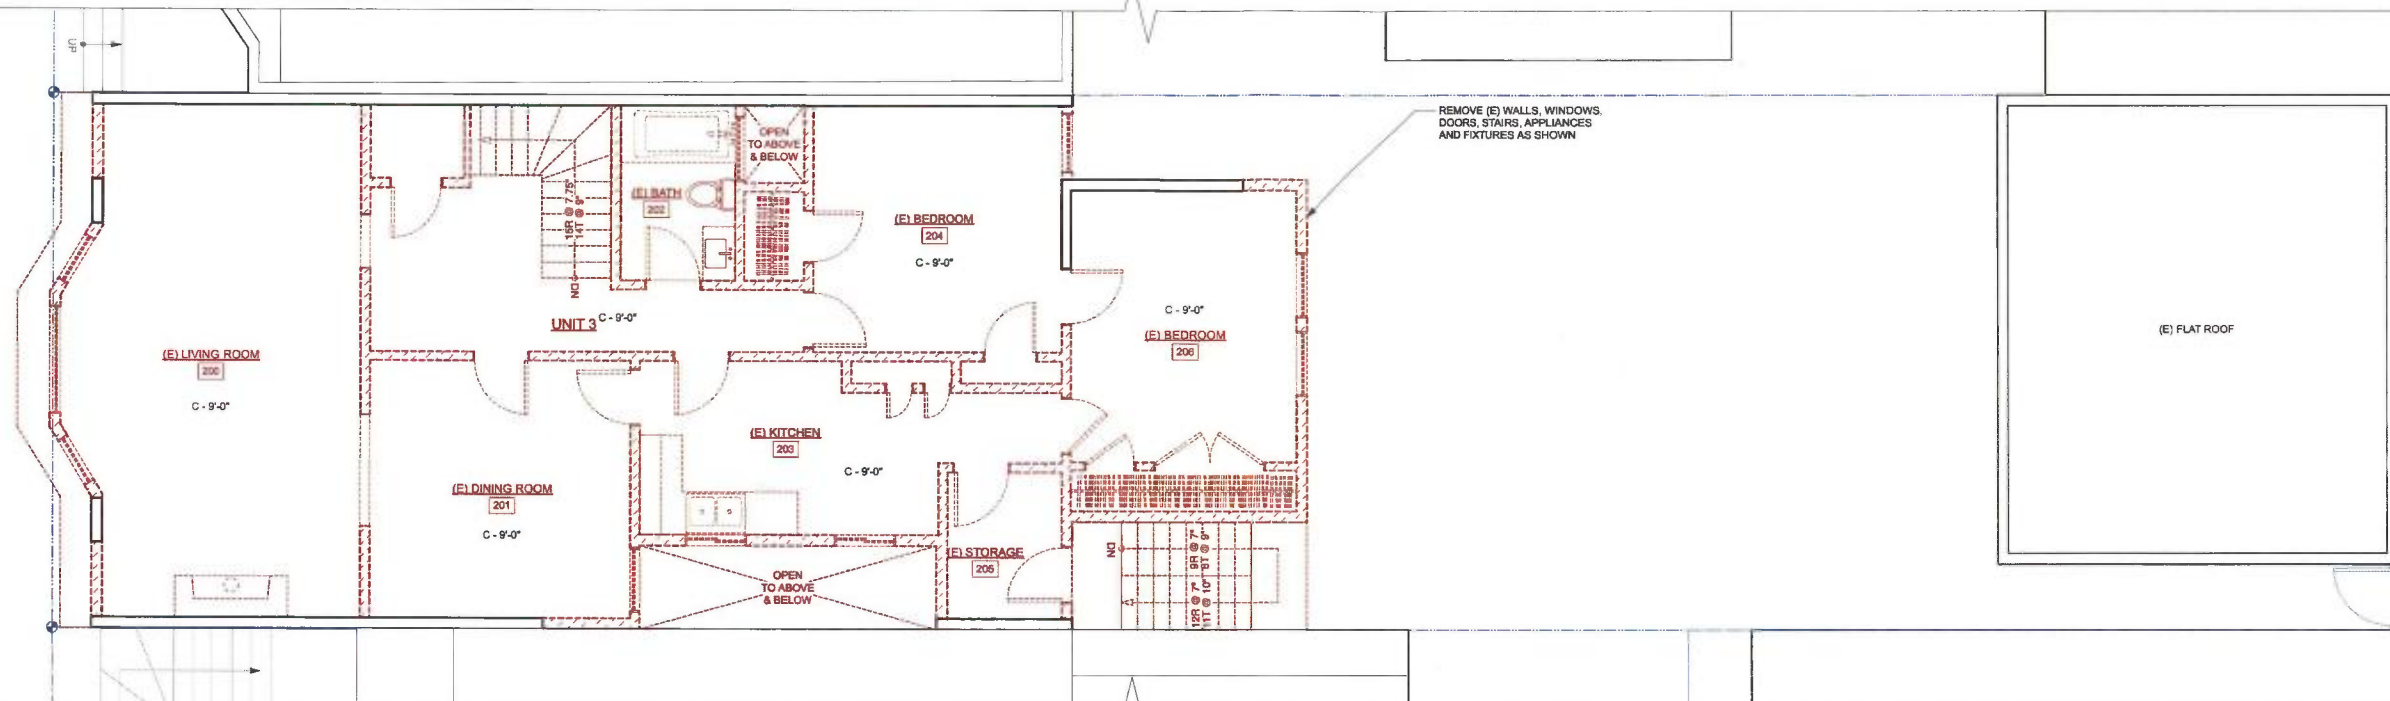 UP
REMOVE (E) WALLS, WINDOWS,
DOORS, STAIRS, APPLIANCES
AND FIXTURES AS SHOWN
OPEN
TO ABOVE
& BELOW
(E) BATH
202
15R @ 7.75"
14T @ 9"
DN
(E) BEDROOM
204
C - 9'-0"
UNIT 3
C - 9'-0"
C - 9'-0"
(E) BEDROOM
206
(E) FLAT ROOF
(E) LIVING ROOM
200
C - 9'-0"
(E) KITCHEN
203
C - 9'-0"
(E) DINING ROOM
201
C - 9'-0"
(E) STORAGE
205
OPEN
TO ABOVE
& BELOW
DN
9R @ 7"
8T @ 9"
12R @ 7"
11T @ 10"